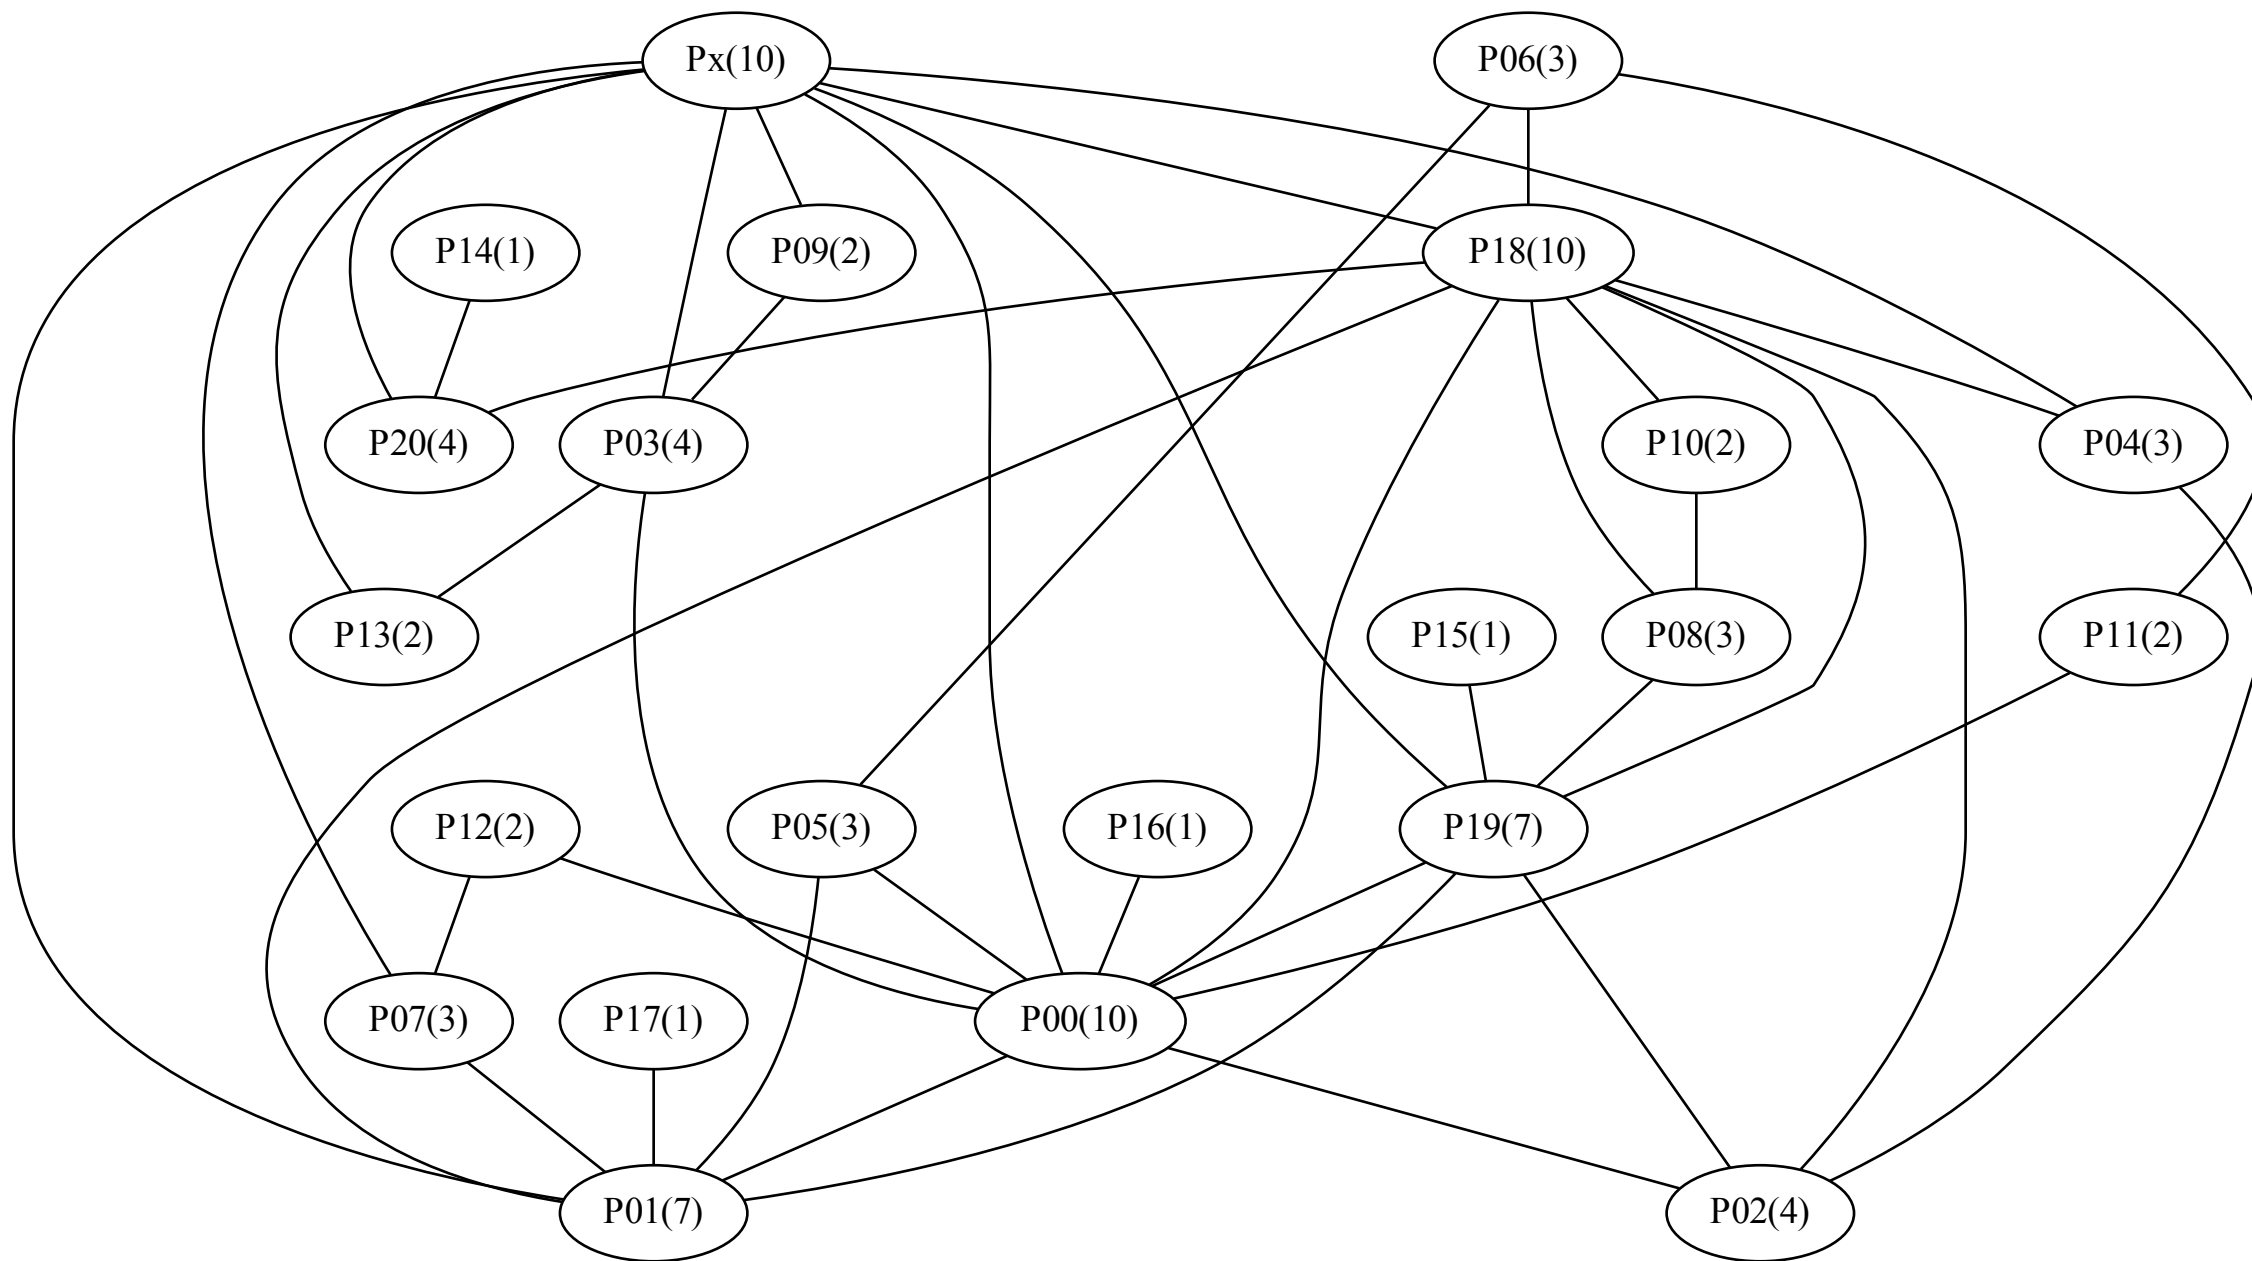 Px(10)
P06(3)
P14(1)
P09(2)
P18(10)
P20(4)
P03(4)
P10(2)
P04(3)
P13(2)
P15(1)
P08(3)
P11(2)
P12(2)
P05(3)
P16(1)
P19(7)
P07(3)
P17(1)
P00(10)
P01(7)
P02(4)